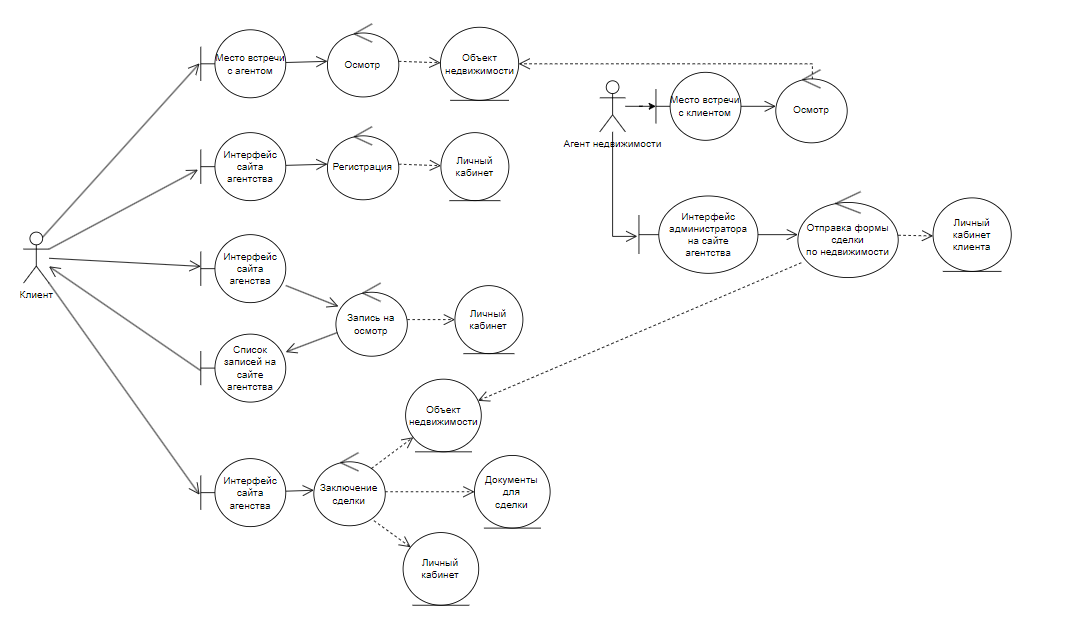 Место встречи
с агентом
Осмотр
Объект
недвижимости
Место встречи
с клиентом
Осмотр
Агент недвижимости
Интерфейс
сайта
агентства
Регистрация
Личный
кабинет
Интерфейс
администратора
на сайте
агентства
Отправка формы
сделки
по недвижимости
Личный
кабинет
клиента
Клиент
Интерфейс
сайта
агенства
Запись на
осмотр
Личный
кабинет
Список
записей на
сайте
агентства
Объект
недвижимости
Интерфейс
сайта
агенства
Заключение
сделки
Документы
для
сделки
Личный
кабинет